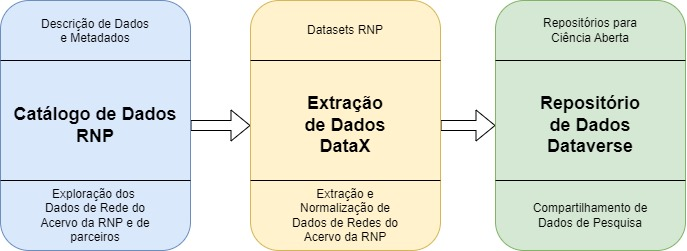 Descrição de Dados
e Metadados
Catálogo de Dados
RNP
Exploração dos
Dados de Rede do
Acervo da RNP e de
parceiros
Datasets RNP
Extração
de Dados
DataX
Extração e
Normalização de
Dados de Redes do
Acervo da RNP
Repositórios para
Ciência Aberta
Repositório
de Dados
Dataverse
Compartilhamento de
Dados de Pesquisa